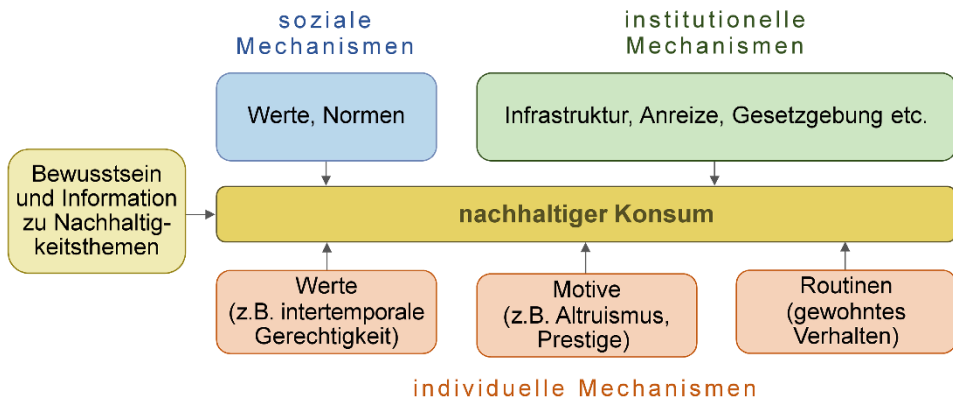 soziale
Mechanismen
institutionelle
Mechanismen
Werte, Normen
Infrastruktur, Anreize, Gesetzgebung etc.
Bewusstsein
und Information
zu Nachhaltig-
keitsthemen
nachhaltiger Konsum
Werte
(z.B. intertemporale
Gerechtigkeit)
Motive
(z.B. Altruismus,
Prestige)
Routinen
(gewohntes
Verhalten)
individuelle Mechanismen